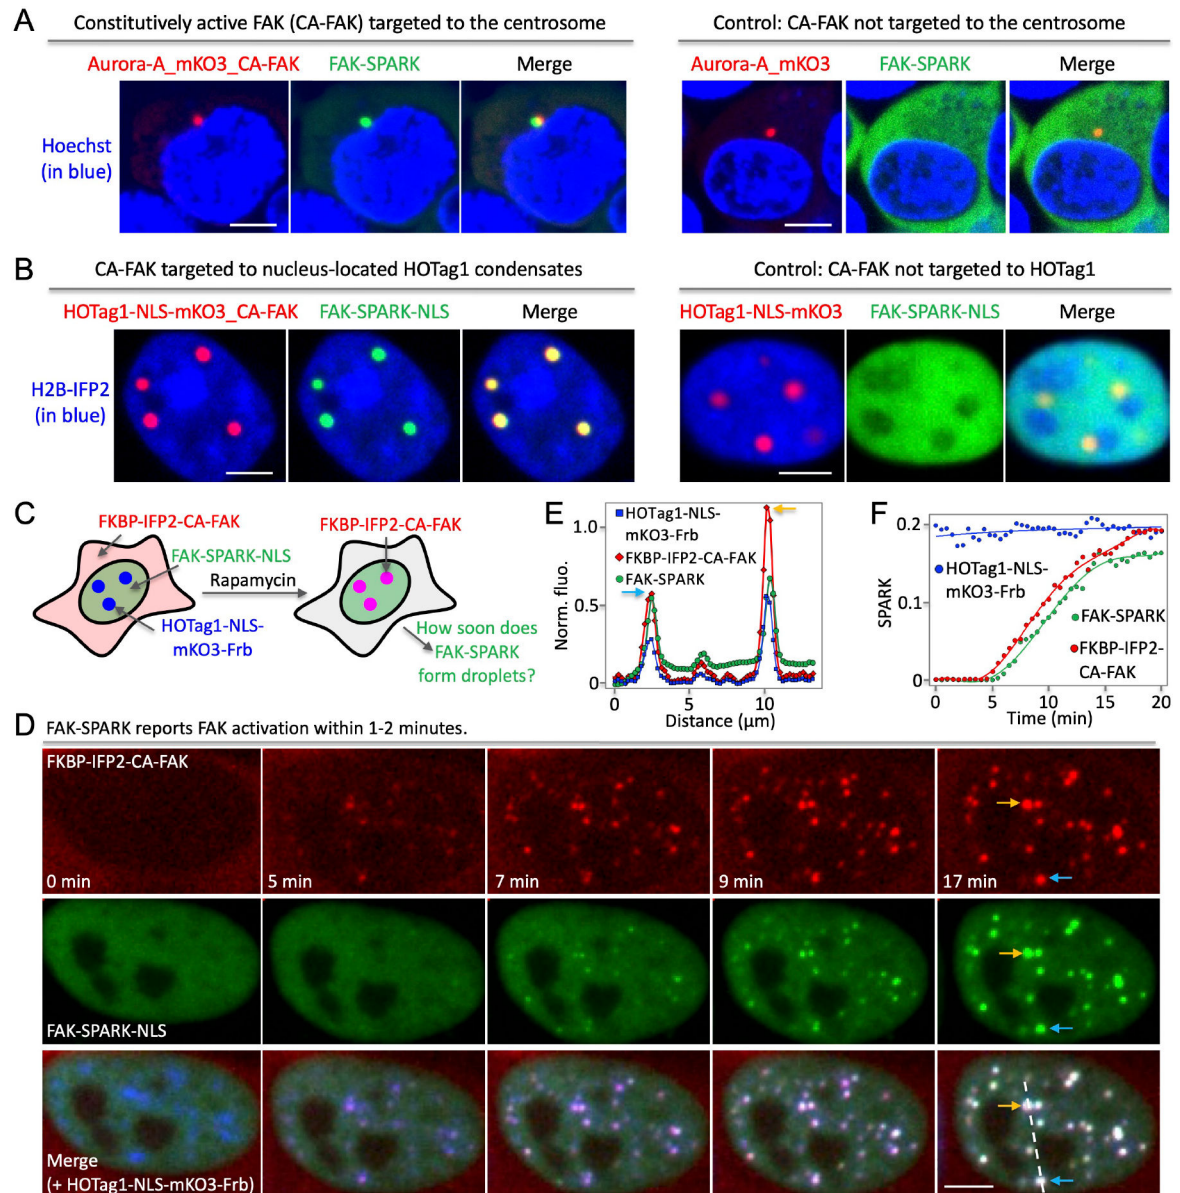 A
Constitutively active FAK (CA-FAK) targeted to the centrosome
Control: CA-FAK not targeted to the centrosome
Aurora-A_mKO3_CA-FAK FAK-SPARK Merge
Aurora-A_mKO3 FAK-SPARK Merge
Hoechst
(in blue)
B
CA-FAK targeted to nucleus-located HOTag1 condensates
Control: CA-FAK not targeted to HOTag1
HOTag1-NLS-mKO3_CA-FAK FAK-SPARK-NLS Merge
HOTag1-NLS-mKO3 FAK-SPARK-NLS Merge
H2B-IFP2
(in blue)
C
FKBP-IFP2-CA-FAK
FKBP-IFP2-CA-FAK
FAK-SPARK-NLS
Rapamycin
HOTag1-NLS-
mKO3-Frb
How soon does
FAK-SPARK
form droplets?
E
HOTag1-NLS-
mKO3-Frb
FKBP-IFP2-CA-FAK
FAK-SPARK
Norm. fluo.
1.0
0.5
0
0 5 10
Distance (μm)
F
0.2
0.1
0
SPARK
HOTag1-NLS-
mKO3-Frb
FAK-SPARK
FKBP-IFP2-
CA-FAK
0 5 10 15 20
Time (min)
D
FAK-SPARK reports FAK activation within 1-2 minutes.
FKBP-IFP2-CA-FAK
0 min 5 min 7 min 9 min 17 min
FAK-SPARK-NLS
Merge
(+ HOTag1-NLS-mKO3-Frb)